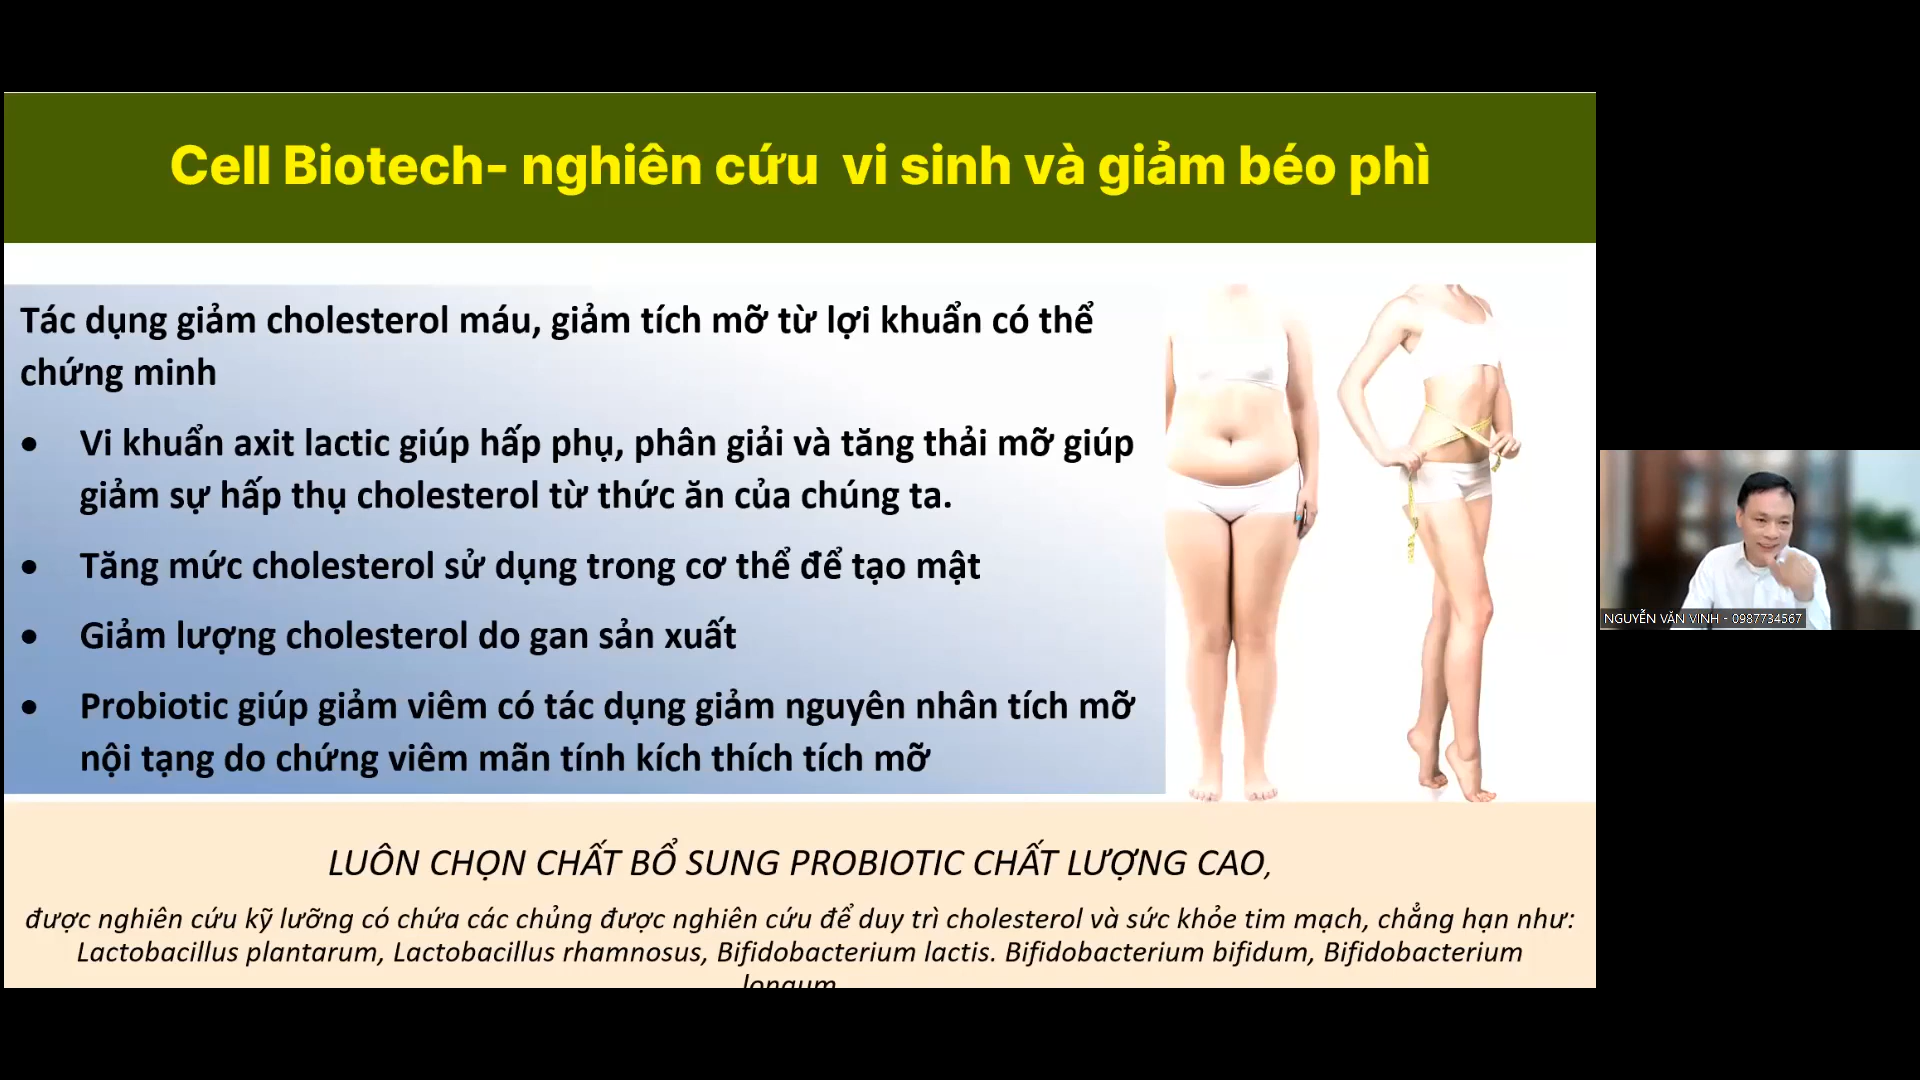 Cell Biotech- nghiên cứu  vi sinh và giảm béo phì
Tác dụng giảm cholesterol máu, giảm tích mỡ từ lợi khuẩn có thể
chứng minh
• Vi khuẩn axit lactic giúp hấp phụ, phân giải và tăng thải mỡ giúp
giảm sự hấp thụ cholesterol từ thức ăn của chúng ta.
• Tăng mức cholesterol sử dụng trong cơ thể để tạo mật
• Giảm lượng cholesterol do gan sản xuất
• Probiotic giúp giảm viêm có tác dụng giảm nguyên nhân tích mỡ
nội tạng do chứng viêm mãn tính kích thích tích mỡ
LUÔN CHỌN CHẤT BỔ SUNG PROBIOTIC CHẤT LƯỢNG CAO,
được nghiên cứu kỹ lưỡng có chứa các chủng được nghiên cứu để duy trì cholesterol và sức khỏe tim mạch, chẳng hạn như:
Lactobacillus plantarum, Lactobacillus rhamnosus, Bifidobacterium lactis. Bifidobacterium bifidum, Bifidobacterium
longum
NGUYỄN VĂN VINH - 0987734567